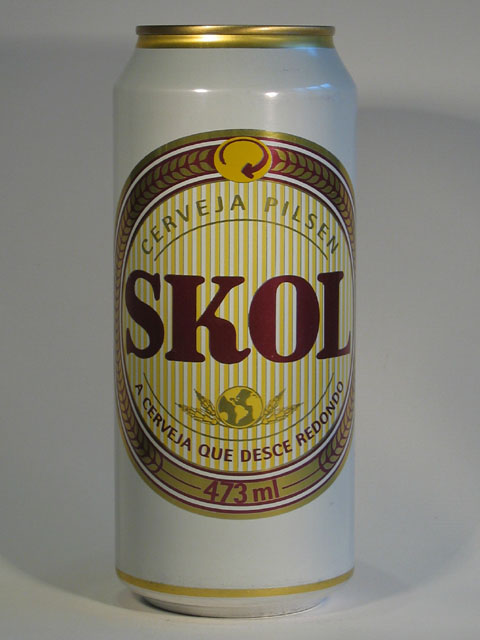 CERVEJA PILSEN
SKOL
A CERVEJA QUE DESCE REDONDO
473 ml